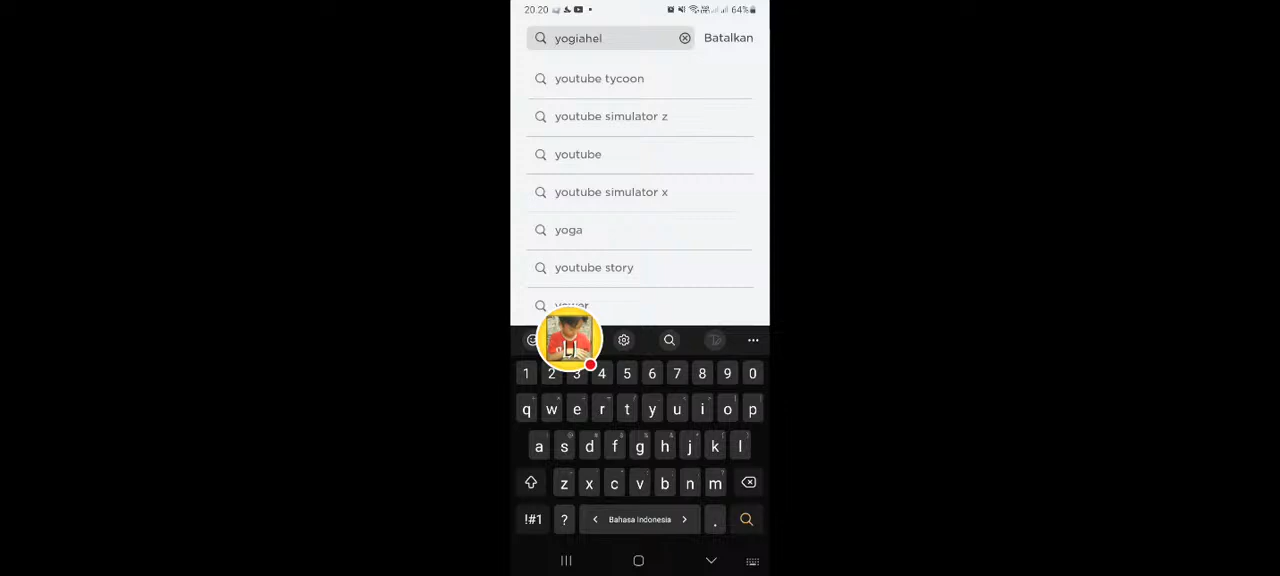 20.20 64%
yogiahel Batalkan
youtube tycoon
youtube simulator z
youtube
youtube simulator x
yoga
youtube story
1 2 3 4 5 6 7 8 9 0
q w e r t y u i o p
a s d f g h j k l
z x c v b n m
!#1 ? < Bahasa Indonesia > .